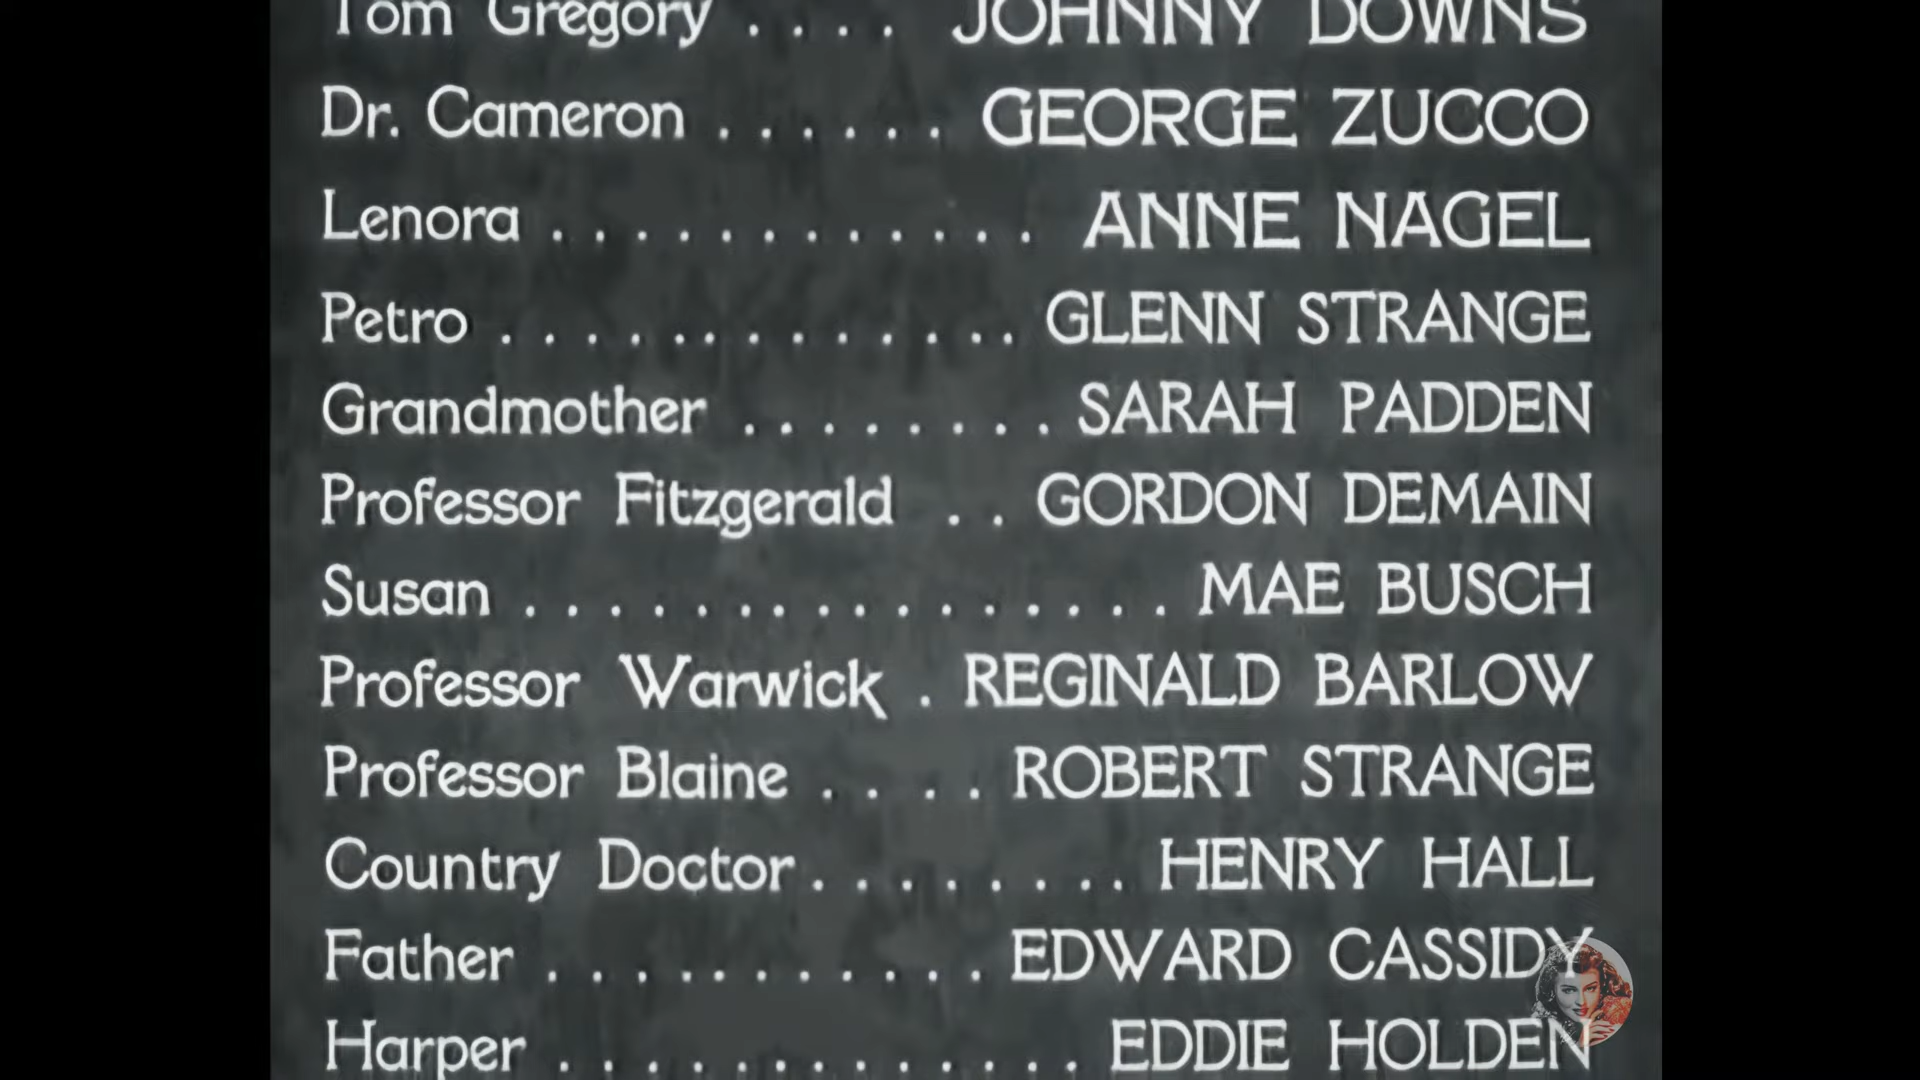 Tom Gregory . . . . JOHNNY DOWNS
Dr. Cameron . . . . . . GEORGE ZUCCO
Lenora . . . . . . . . . . . . ANNE NAGEL
Petro . . . . . . . . . . . . . GLENN STRANGE
Grandmother . . . . . . . . . SARAH PADDEN
Professor Fitzgerald . . GORDON DEMAIN
Susan . . . . . . . . . . . . . . . . MAE BUSCH
Professor Warwick . REGINALD BARLOW
Professor Blaine . . . . ROBERT STRANGE
Country Doctor . . . . . . . . HENRY HALL
Father . . . . . . . . . . . EDWARD CASSIDY
Harper . . . . . . . . . . . . . EDDIE HOLDEN